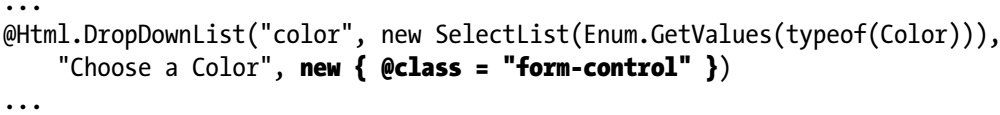 ...
@Html.DropDownList("color", new SelectList(Enum.GetValues(typeof(Color))),
    "Choose a Color", new { @class = "form-control" })
...